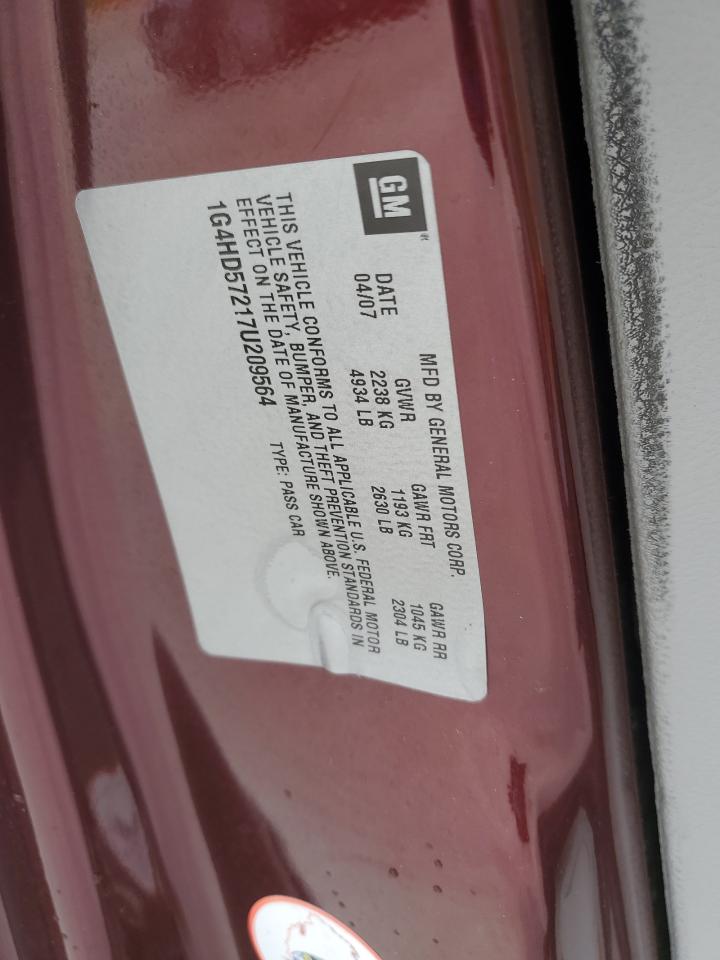 GM
MFD BY GENERAL MOTORS CORP.
DATE GVWR GAWR FRT GAWR RR
04/07 2238 KG 1193 KG 1045 KG
4934 LB 2630 LB 2304 LB
THIS VEHICLE CONFORMS TO ALL APPLICABLE U.S. FEDERAL MOTOR
VEHICLE SAFETY, BUMPER, AND THEFT PREVENTION STANDARDS IN
EFFECT ON THE DATE OF MANUFACTURE SHOWN ABOVE.
1G4HD57217U209564 TYPE: PASS CAR